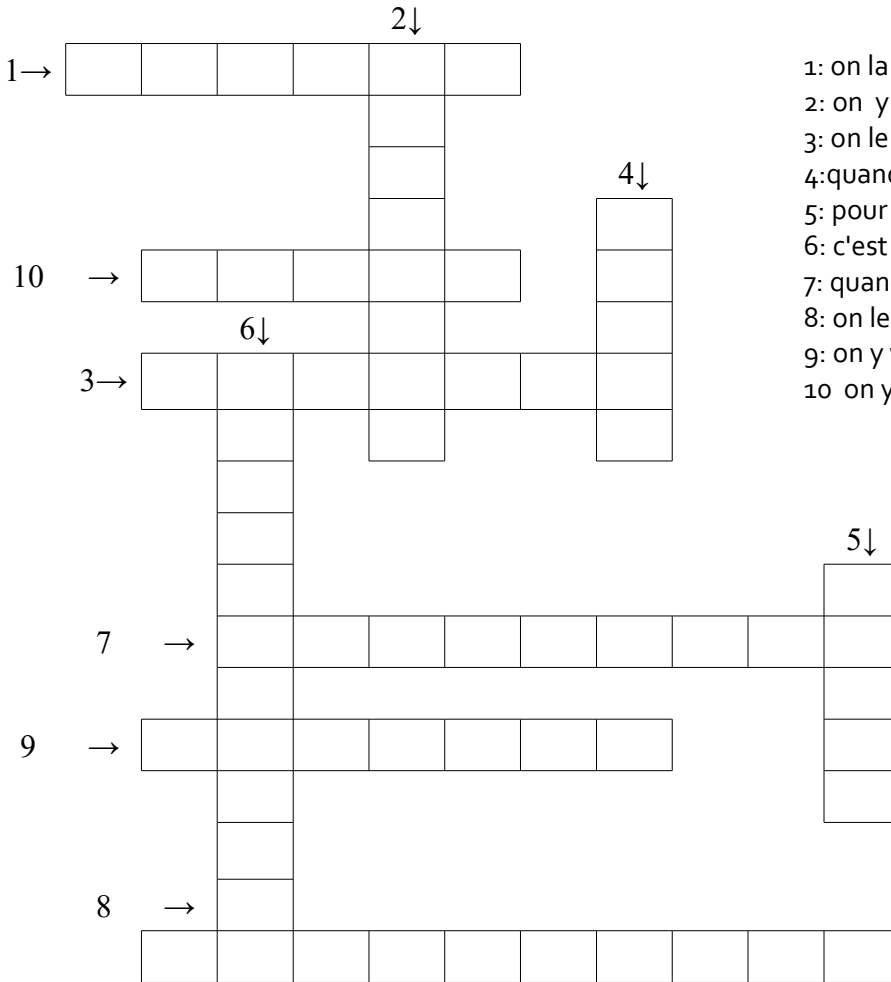 2↓
1→
4↓
10 →
6↓
3→
5↓
7 →
9 →
8 →
1: on la
2: on y
3: on le
4:quand
5: pour
6: c'est
7: quan
8: on le
9: on y
10 on y